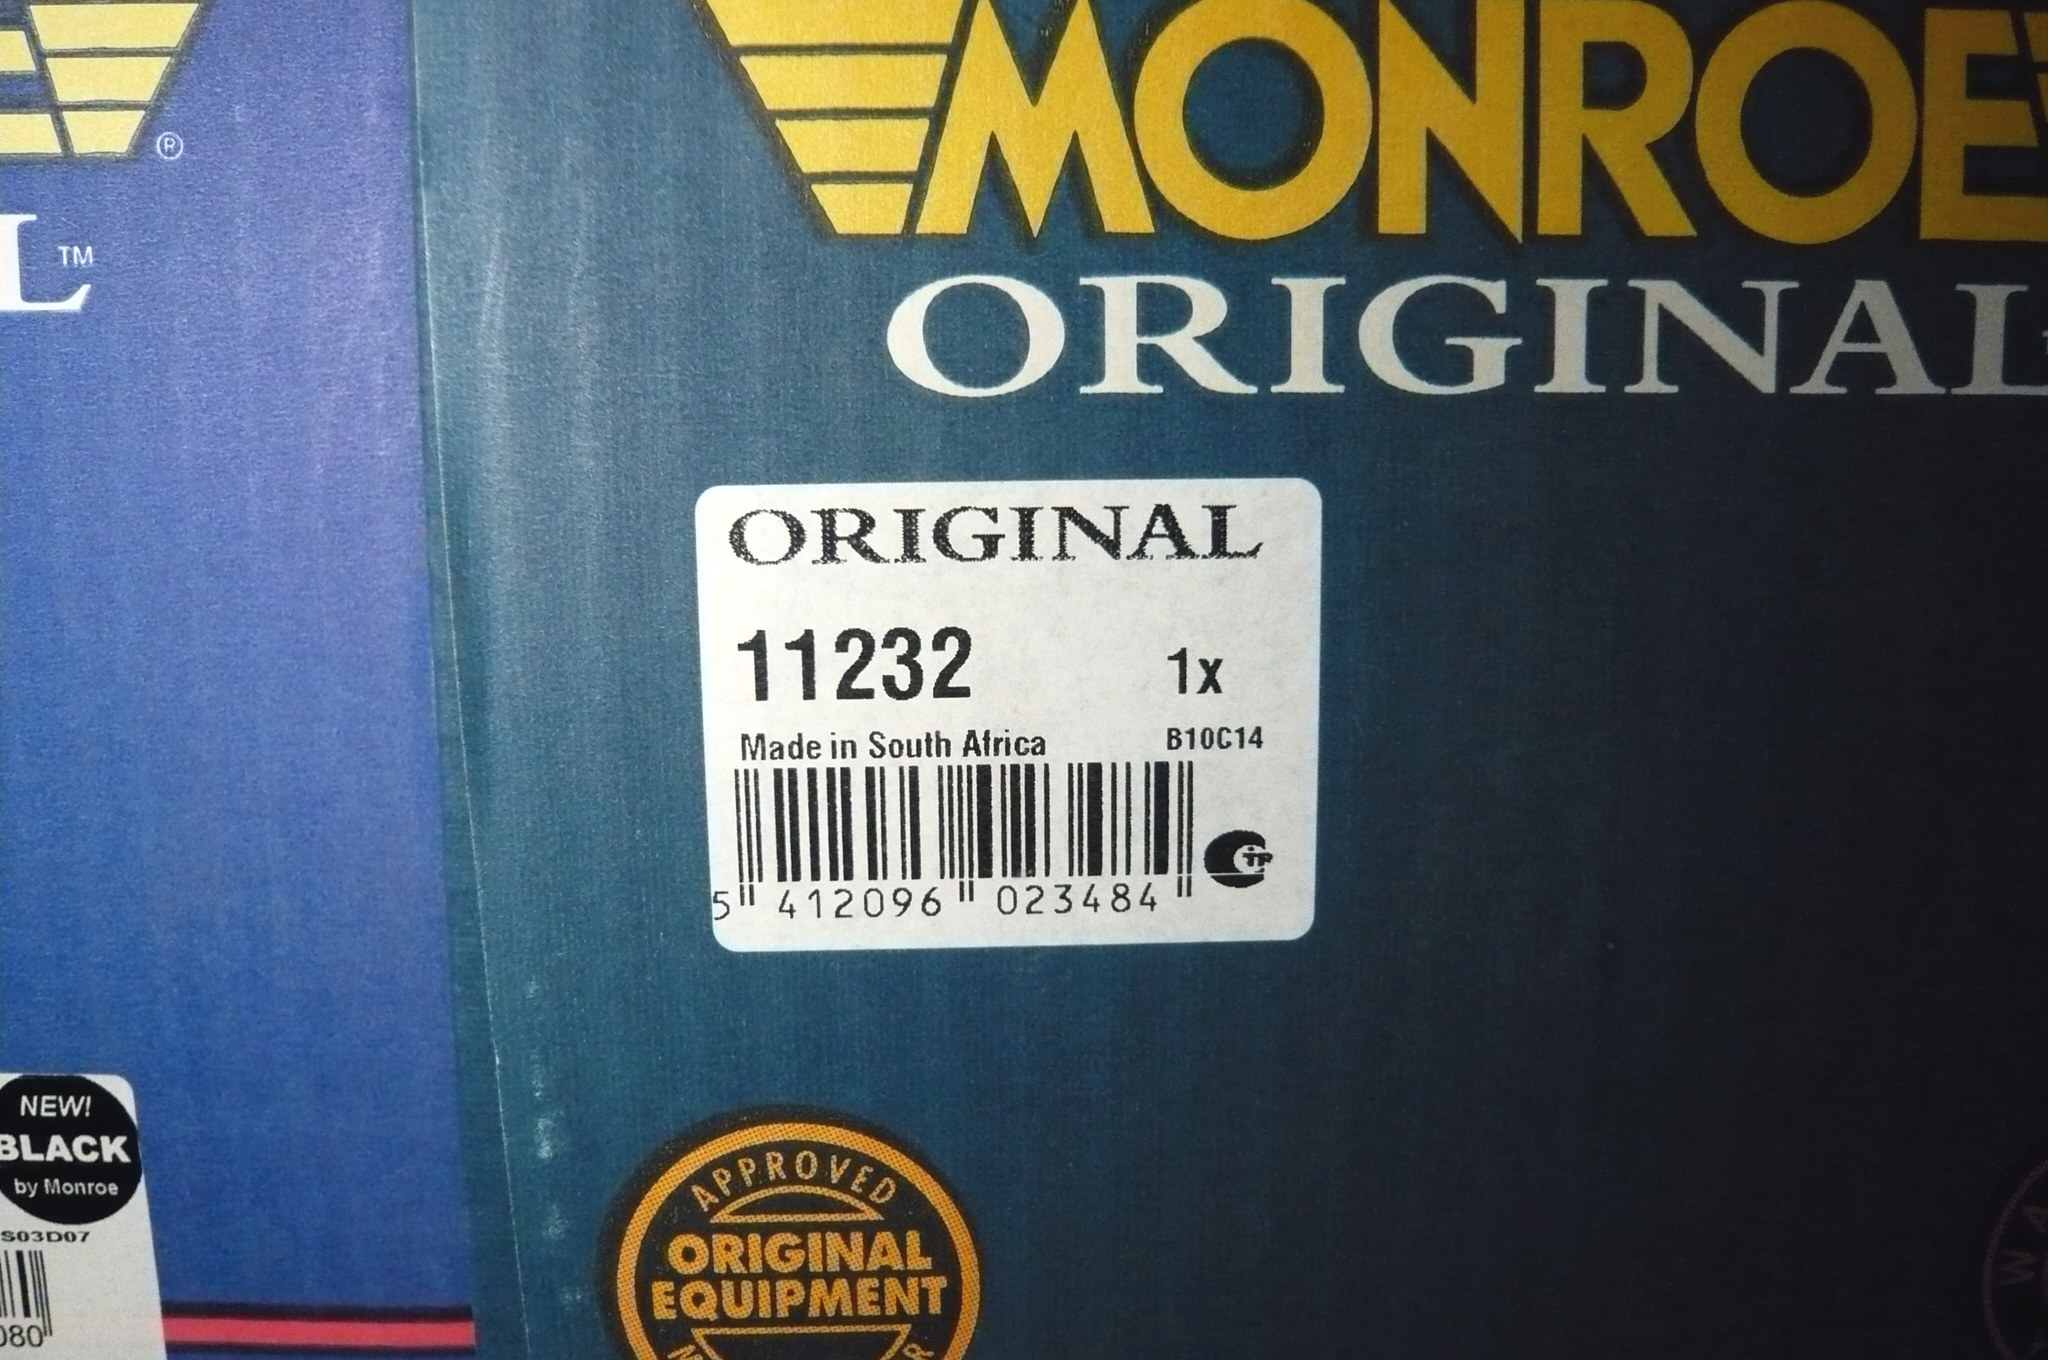 ®
L™
MONROE
ORIGINAL
ORIGINAL
11232 1x
Made in South Africa B10C14
5 412096 023484
NEW!
BLACK
by Monroe
S03D07
080
APPROVED
ORIGINAL
EQUIPMENT